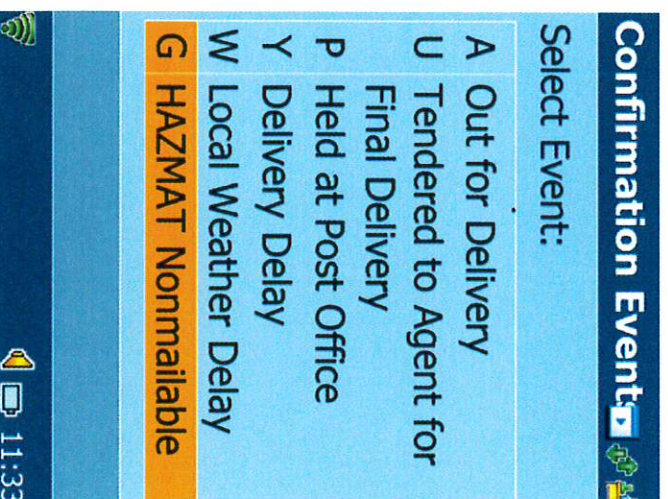 Confirmation Events
Select Event:
A Out for Delivery
U Tendered to Agent for
Final Delivery
P Held at Post Office
Y Delivery Delay
W Local Weather Delay
G HAZMAT Nonmailable
11:33